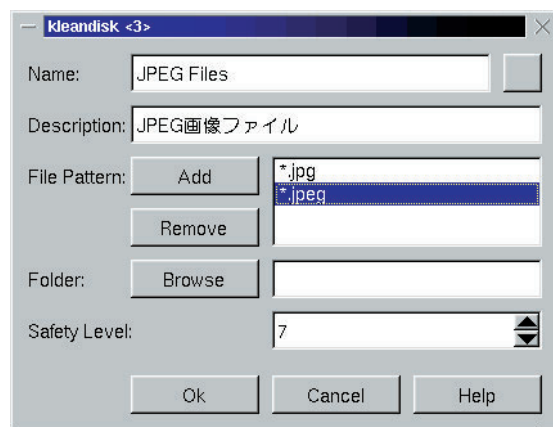 kleandisk <3>
Name: JPEG Files
Description: JPEG画像ファイル
File Pattern: Add *.jpg
*.jpeg
Remove
Folder: Browse
Safety Level: 7
Ok Cancel Help